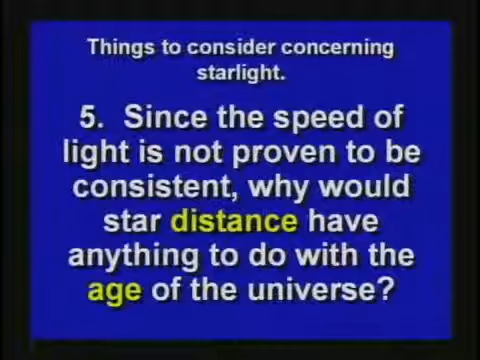 Things to consider concerning
starlight.
5. Since the speed of
light is not proven to be
consistent, why would
star distance have
anything to do with the
age of the universe?